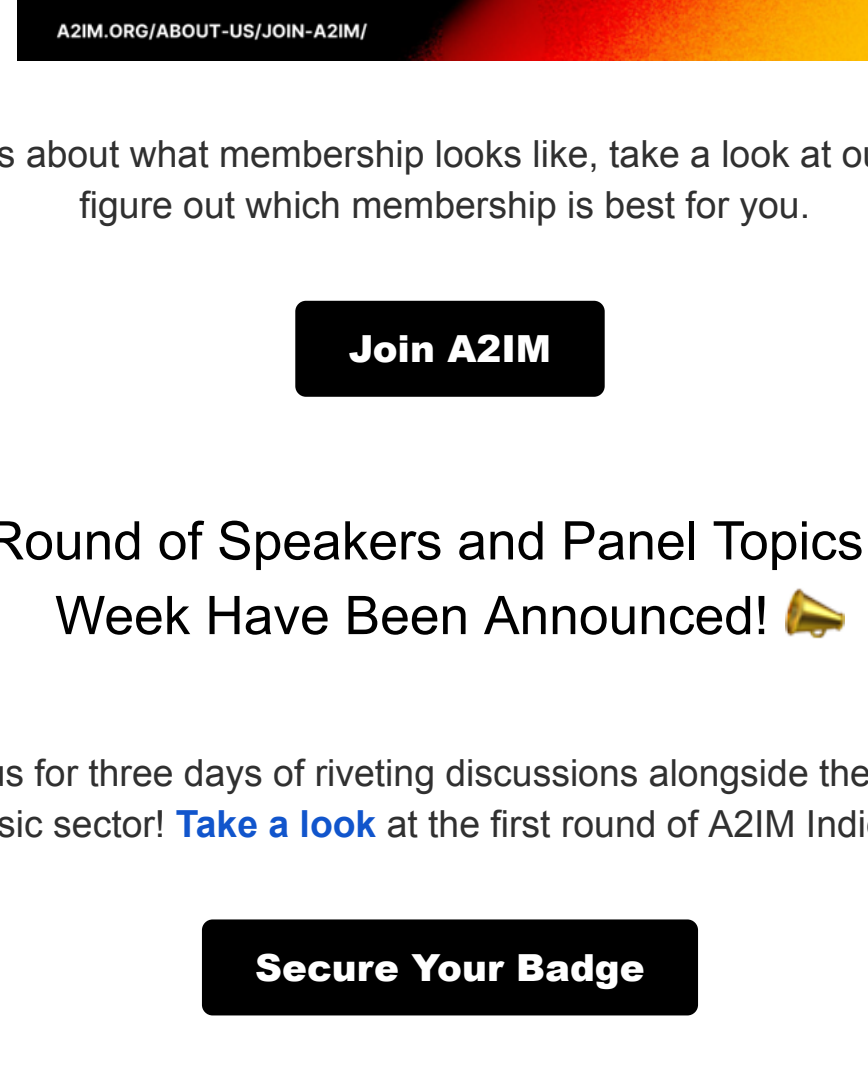 A2IM.ORG/ABOUT-US/JOIN-A2IM/
s about what membership looks like, take a look at ou
figure out which membership is best for you.
Join A2IM
Round of Speakers and Panel Topics
Week Have Been Announced! 📣
us for three days of riveting discussions alongside the
sic sector! Take a look at the first round of A2IM Indi
Secure Your Badge